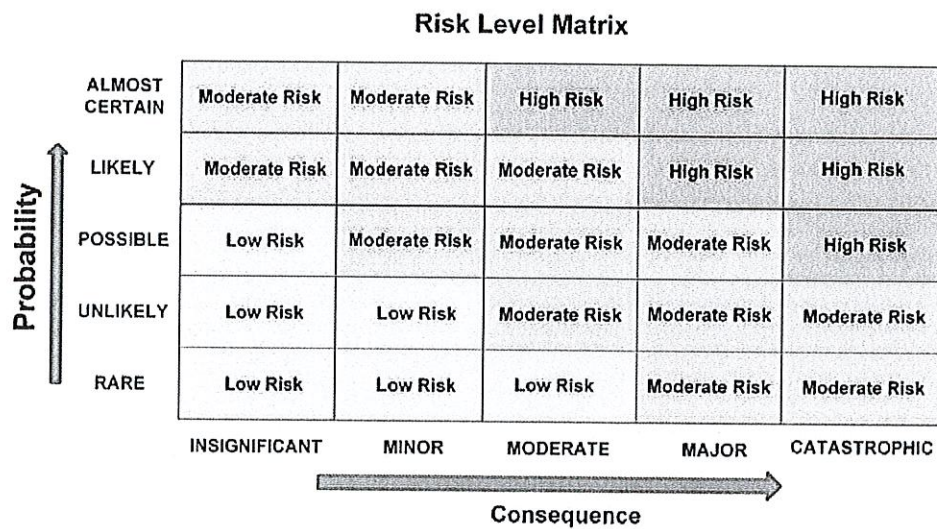 Risk Level Matrix
ALMOST
CERTAIN
Moderate Risk Moderate Risk High Risk High Risk High Risk
LIKELY Moderate Risk Moderate Risk Moderate Risk High Risk High Risk
POSSIBLE Low Risk Moderate Risk Moderate Risk Moderate Risk High Risk
UNLIKELY Low Risk Low Risk Moderate Risk Moderate Risk Moderate Risk
RARE Low Risk Low Risk Low Risk Moderate Risk Moderate Risk
Probability
INSIGNIFICANT MINOR MODERATE MAJOR CATASTROPHIC
Consequence